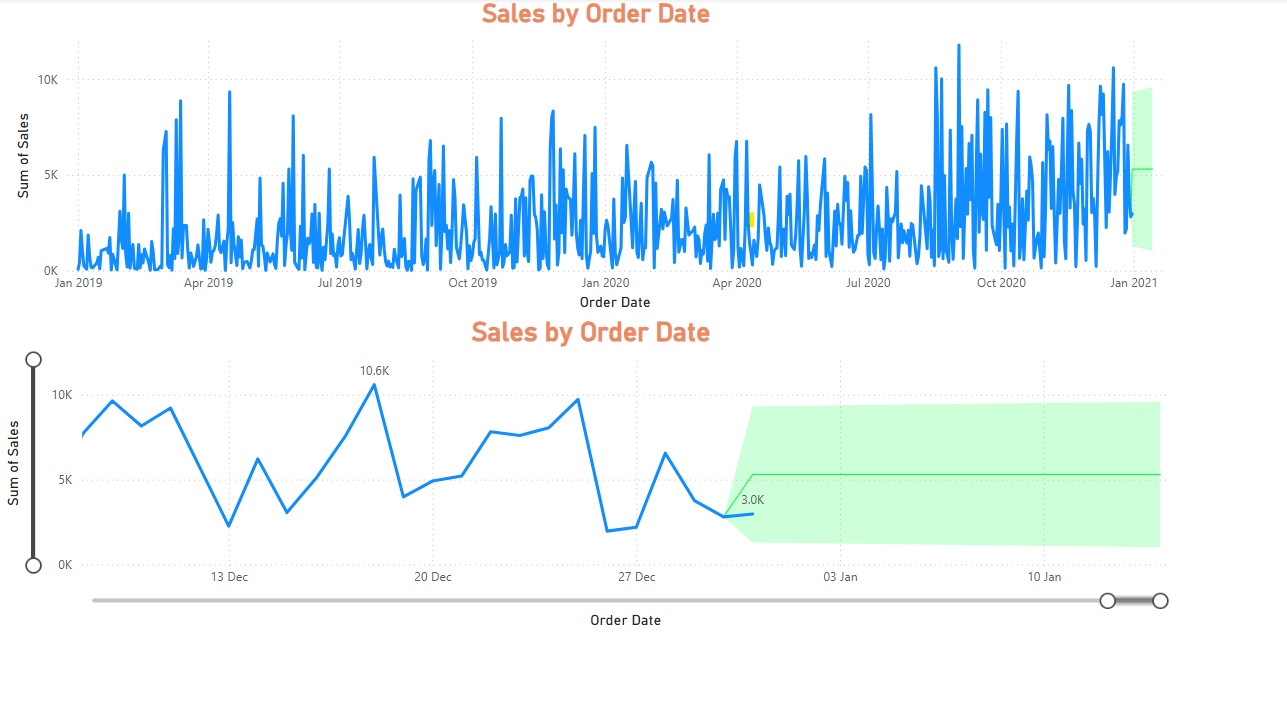 Sales by Order Date
10K
5K
0K
Sum of Sales
Jan 2019 Apr 2019 Jul 2019 Oct 2019 Jan 2020 Apr 2020 Jul 2020 Oct 2020 Jan 2021
Order Date
Sales by Order Date
10.6K
10K
5K
0K
Sum of Sales
3.0K
13 Dec 20 Dec 27 Dec 03 Jan 10 Jan
Order Date